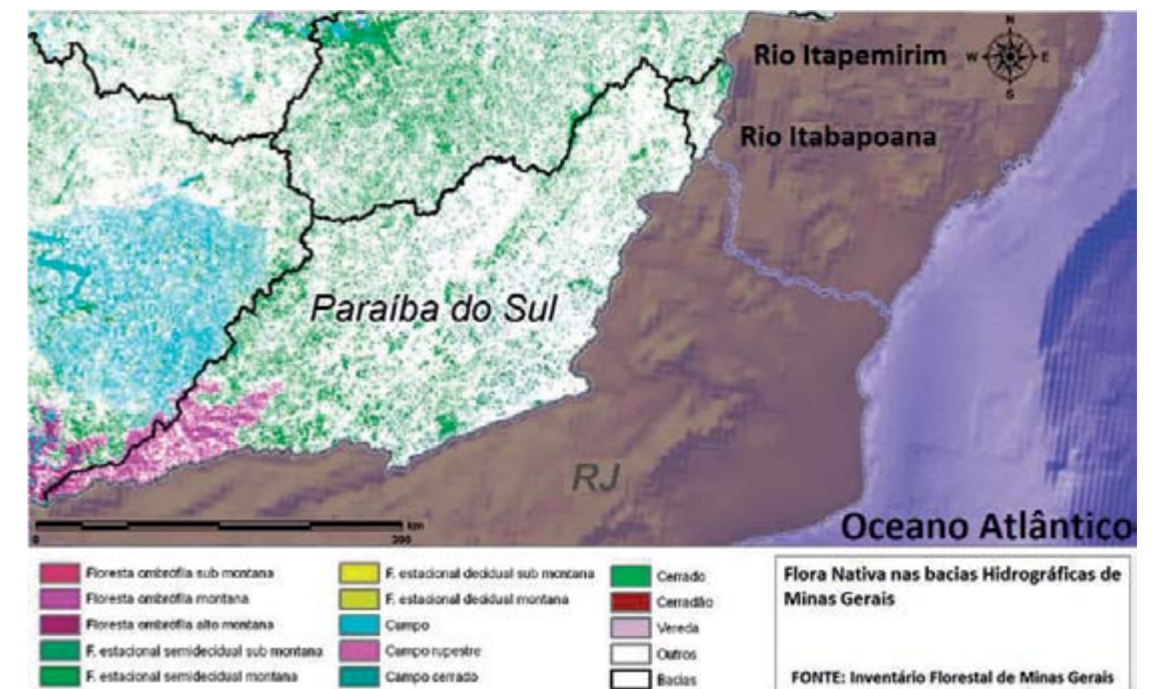 N
Rio Itapemirim
W
E
S
Rio Itabapoana
Paraíba do Sul
RJ
Oceano Atlântico
km
0
300
Floresta ombrófila sub montana
Floresta ombrófila montana
Floresta ombrófila alto montana
F. estacional semidecidual sub montana
F. estacional semidecidual montana
F. estacional decidual sub montana
F. estacional decidual montana
Campo
Campo rupestre
Campo cerrado
Cerrado
Cerradão
Vereda
Outros
Bacias
Flora Nativa nas bacias Hidrográficas de
Minas Gerais
FONTE: Inventário Florestal de Minas Gerais